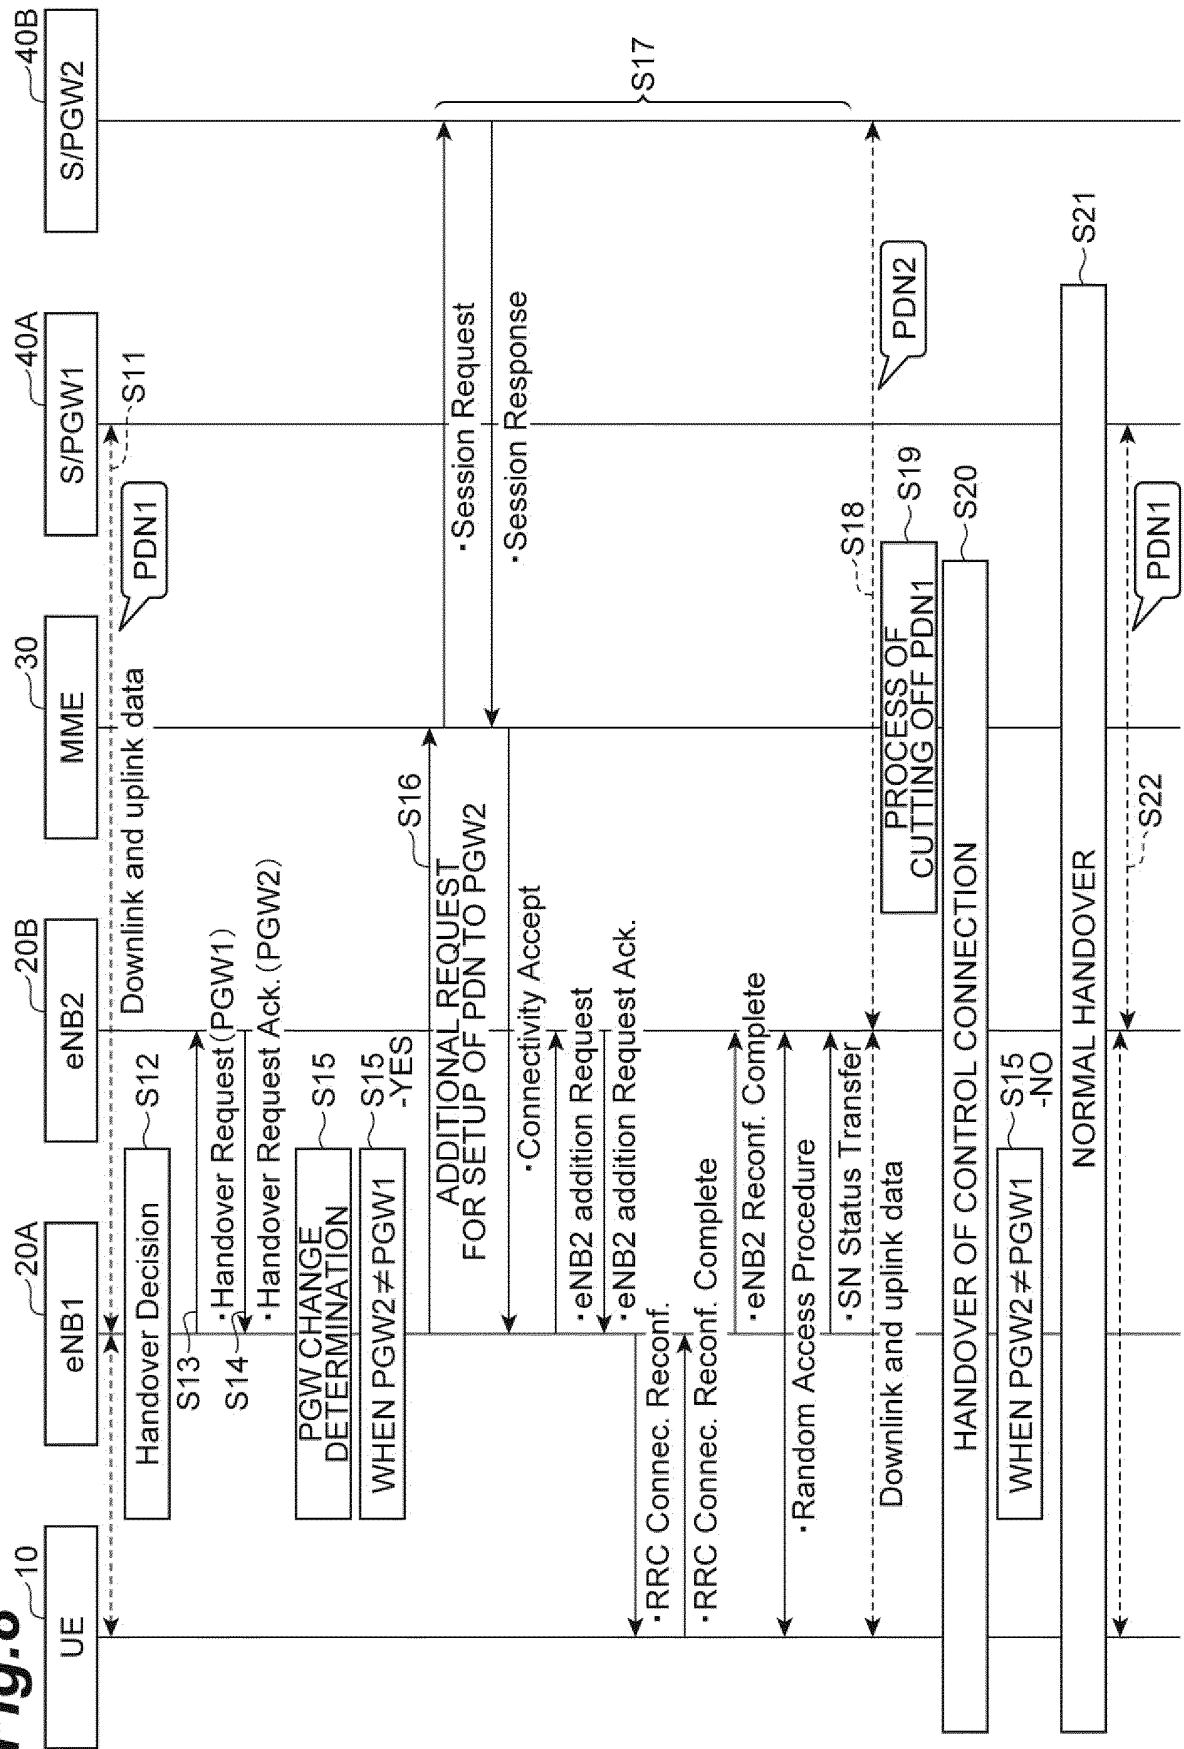 Fig.8
10
UE
20A
eNB1
20B
eNB2
30
MME
40A
S/PGW1
40B
S/PGW2
S11
Downlink and uplink data
PDN1
Handover Decision
S12
S13
·Handover Request(PGW1)
S14
·Handover Request Ack.(PGW2)
PGW CHANGE
DETERMINATION
S15
WHEN PGW2≠PGW1
S15
-YES
S16
ADDITIONAL REQUEST
FOR SETUP OF PDN TO PGW2
·Session Request
·Session Response
S17
·Connectivity Accept
·eNB2 addition Request
·eNB2 addition Request Ack.
·RRC Connec. Reconf.
·RRC Connec. Reconf. Complete
·eNB2 Reconf. Complete
·Random Access Procedure
·SN Status Transfer
S18
Downlink and uplink data
PDN2
PROCESS OF
CUTTING OFF PDN1
S19
HANDOVER OF CONTROL CONNECTION
S20
WHEN PGW2≠PGW1
S15
-NO
NORMAL HANDOVER
S21
S22
PDN1